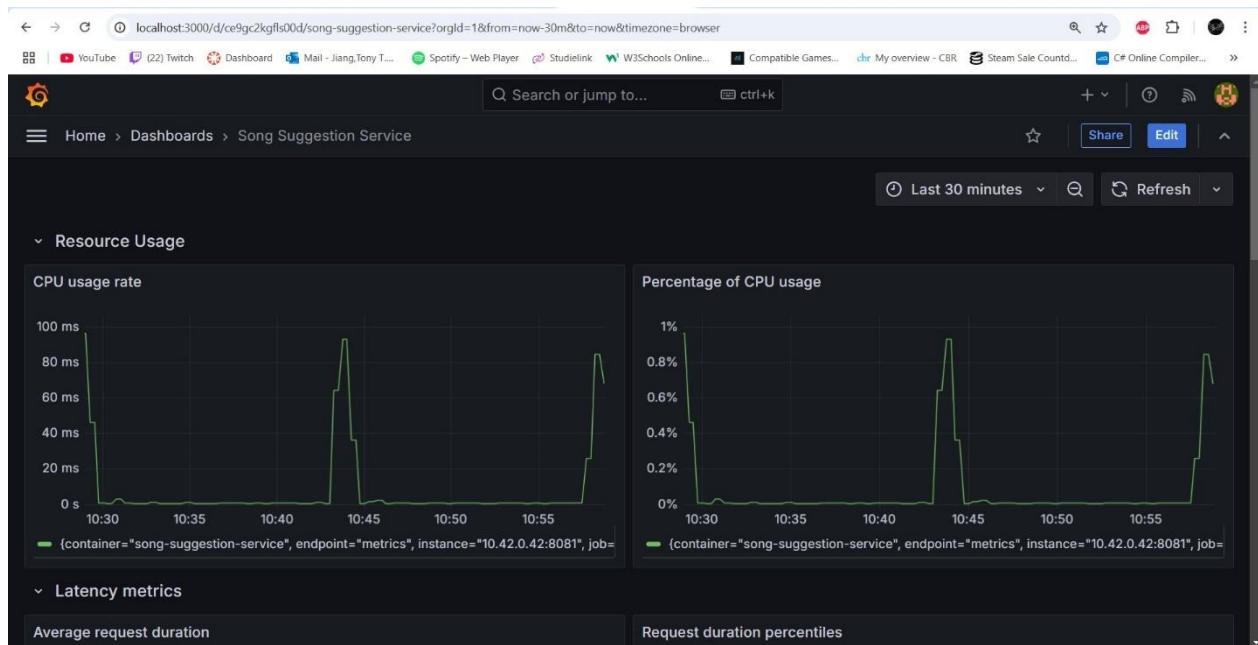 localhost:3000/d/ce9gc2kgfls00d/song-suggestion-service?orgId=1&from=now-30m&to=now&timezone=browser
ABP
YouTube (22) Twitch Dashboard Mail - Jiang,Tony T.... Spotify – Web Player Studielink W3Schools Online... Compatible Games... cbr My overview - CBR Steam Sale Countd... C# Online Compiler... »
Search or jump to... ctrl+k
Home > Dashboards > Song Suggestion Service Share Edit
Last 30 minutes Refresh
Resource Usage
CPU usage rate
100 ms
80 ms
60 ms
40 ms
20 ms
0 s
10:30 10:35 10:40 10:45 10:50 10:55
{container="song-suggestion-service", endpoint="metrics", instance="10.42.0.42:8081", job=
Percentage of CPU usage
1%
0.8%
0.6%
0.4%
0.2%
0%
10:30 10:35 10:40 10:45 10:50 10:55
{container="song-suggestion-service", endpoint="metrics", instance="10.42.0.42:8081", job=
Latency metrics
Average request duration
Request duration percentiles